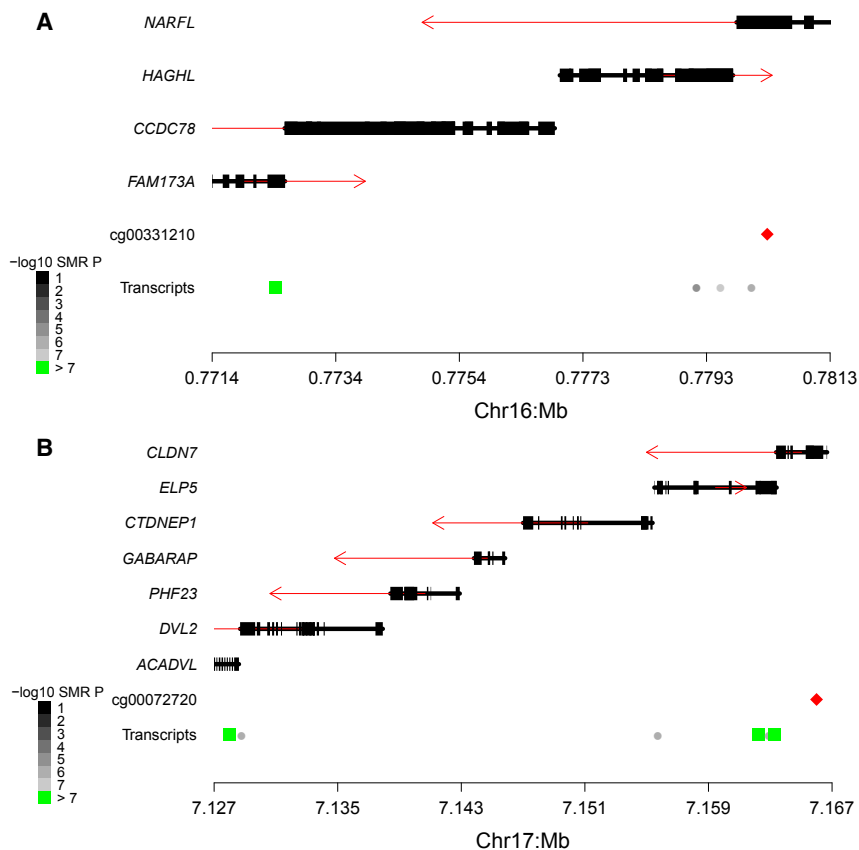 A
NARFL
HAGHL
CCDC78
FAM173A
cg00331210
−log10 SMR P
1
2
3
4
5
6
7
> 7
Transcripts
0.7714 0.7734 0.7754 0.7773 0.7793 0.7813
Chr16:Mb
B
CLDN7
ELP5
CTDNEP1
GABARAP
PHF23
DVL2
ACADVL
−log10 SMR P
cg00072720
1
2
3
4
5
6
7
> 7
Transcripts
7.127 7.135 7.143 7.151 7.159 7.167
Chr17:Mb